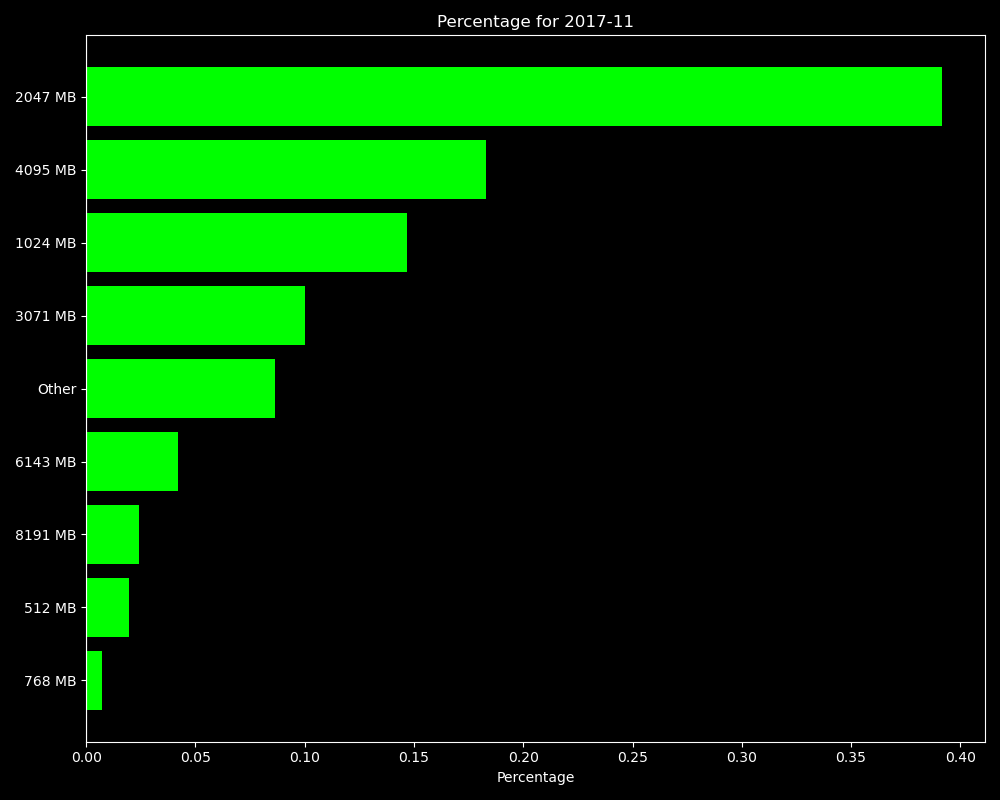 Percentage for 2017-11
2047 MB
4095 MB
1024 MB
3071 MB
Other
6143 MB
8191 MB
512 MB
768 MB
0.00 0.05 0.10 0.15 0.20 0.25 0.30 0.35 0.40
Percentage